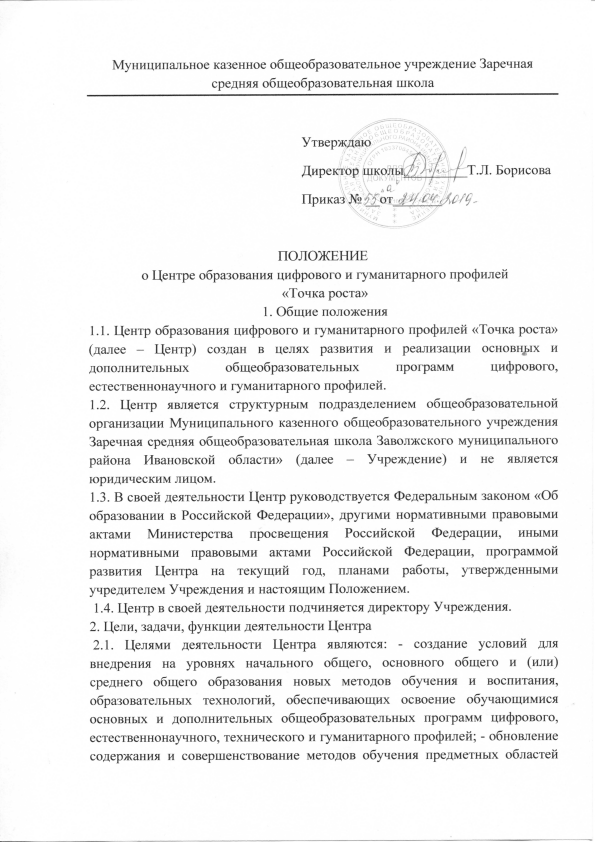 Муниципальное казенное общеобразовательное учреждение Заречная
средняя общеобразовательная школа
Утверждаю
Директор школы__________Т.Л. Борисова
Приказ № 55 от 24.04.2019
"а"
ДЛЯ
ДОКУМЕНТОВ
ПОЛОЖЕНИЕ
о Центре образования цифрового и гуманитарного профилей
«Точка роста»
1. Общие положения
1.1. Центр образования цифрового и гуманитарного профилей «Точка роста»
(далее – Центр) создан в целях развития и реализации основных и
дополнительных общеобразовательных программ цифрового,
естественнонаучного и гуманитарного профилей.
1.2. Центр является структурным подразделением общеобразовательной
организации Муниципального казенного общеобразовательного учреждения
Заречная средняя общеобразовательная школа Заволжского муниципального
района Ивановской области» (далее – Учреждение) и не является
юридическим лицом.
1.3. В своей деятельности Центр руководствуется Федеральным законом «Об
образовании в Российской Федерации», другими нормативными правовыми
актами Министерства просвещения Российской Федерации, иными
нормативными правовыми актами Российской Федерации, программой
развития Центра на текущий год, планами работы, утвержденными
учредителем Учреждения и настоящим Положением.
1.4. Центр в своей деятельности подчиняется директору Учреждения.
2. Цели, задачи, функции деятельности Центра
2.1. Целями деятельности Центра являются: - создание условий для
внедрения на уровнях начального общего, основного общего и (или)
среднего общего образования новых методов обучения и воспитания,
образовательных технологий, обеспечивающих освоение обучающимися
основных и дополнительных общеобразовательных программ цифрового,
естественнонаучного, технического и гуманитарного профилей; - обновление
содержания и совершенствование методов обучения предметных областей